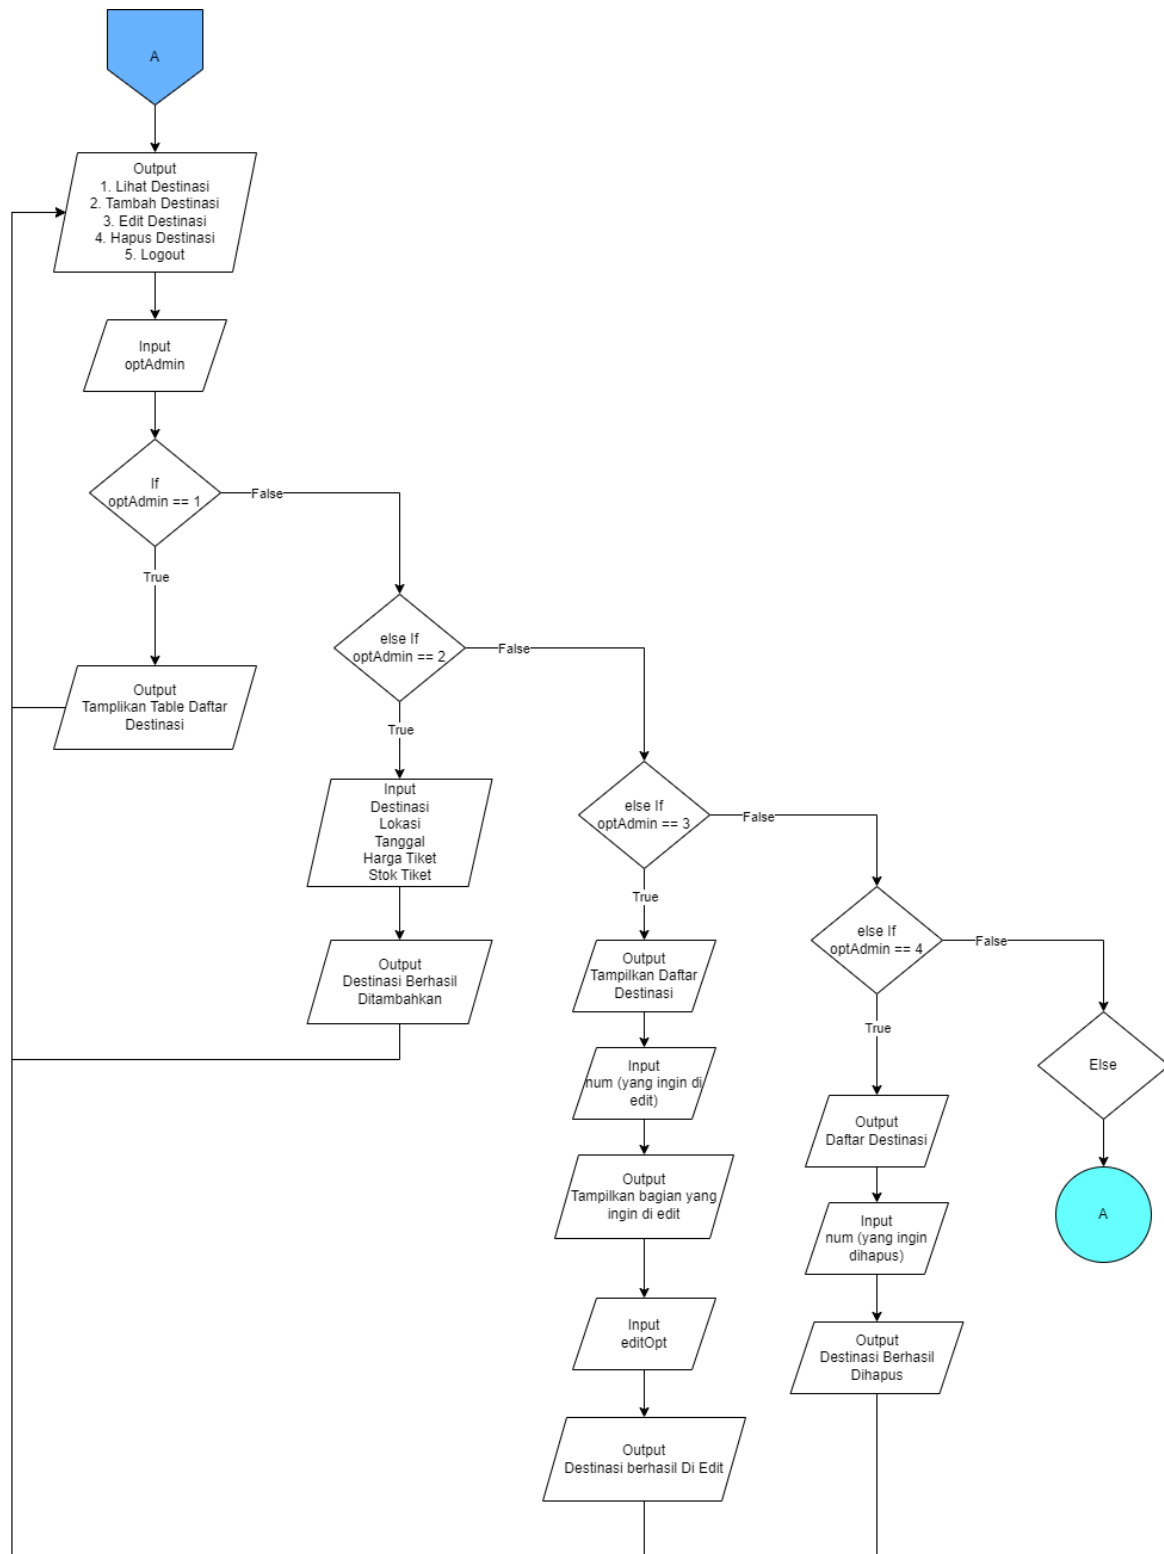 A
Output
1. Lihat Destinasi
2. Tambah Destinasi
3. Edit Destinasi
4. Hapus Destinasi
5. Logout
Input
optAdmin
If
optAdmin == 1
False
True
Output
Tamplikan Table Daftar
Destinasi
else If
optAdmin == 2
False
True
Input
Destinasi
Lokasi
Tanggal
Harga Tiket
Stok Tiket
Output
Destinasi Berhasil
Ditambahkan
else If
optAdmin == 3
False
True
Output
Tampilkan Daftar
Destinasi
Input
num (yang ingin di
edit)
Output
Tampilkan bagian yang
ingin di edit
Input
editOpt
Output
Destinasi berhasil Di Edit
else If
optAdmin == 4
False
True
Output
Daftar Destinasi
Input
num (yang ingin
dihapus)
Output
Destinasi Berhasil
Dihapus
Else
A